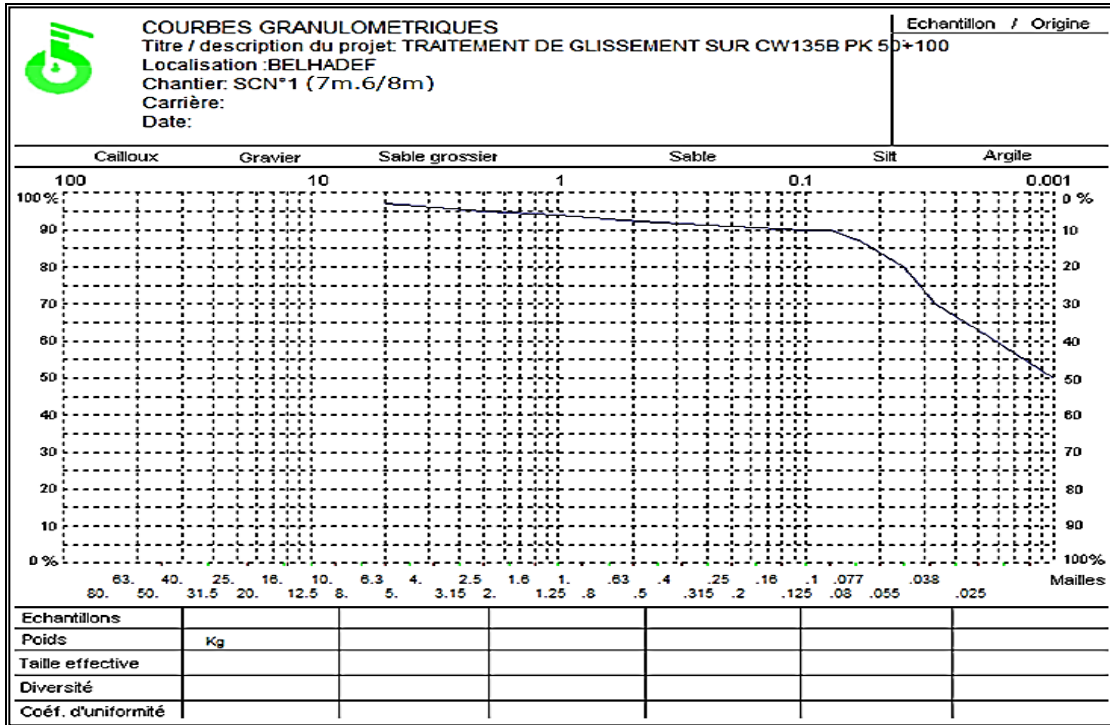 COURBES GRANULOMETRIQUES
Echantillon / Origine
Titre / description du projet: TRAITEMENT DE GLISSEMENT SUR CW135B PK 50+100
Localisation :BELHADEF
Chantier: SCN°1 (7m.6/8m)
Carrière:
Date:
Cailloux Gravier Sable grossier Sable Silt Argile
100 10 1 0.1 0.001
100 % 0 %
90 10
80 20
70 30
60 40
50 50
40 60
30 70
20 80
10 90
0 % 100%
63. 40. 25. 16. 10. 6.3 4. 2.5 1.6 1. .63 .4 .25 .16 .1 .077 .038 Mailles
80. 50. 31.5 20. 12.5 8. 5. 3.15 2. 1.25 .8 .5 .315 .2 .125 .08 .055 .025
Echantillons
Poids Kg
Taille effective
Diversité
Coéf. d'uniformité